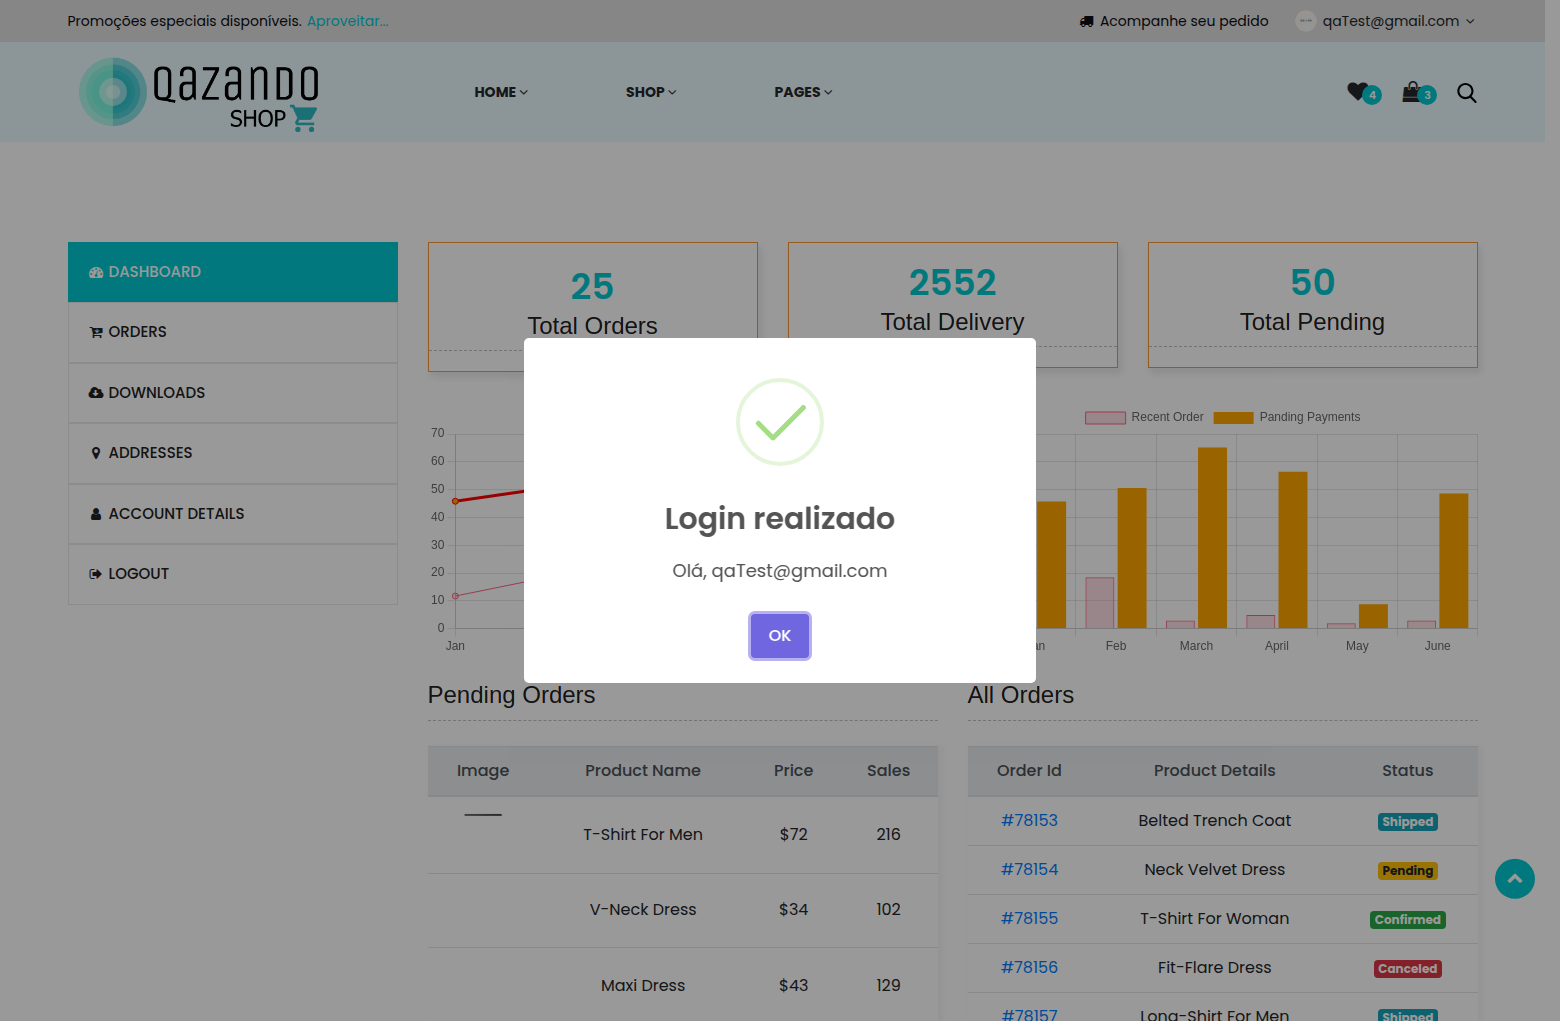 Promoções especiais disponíveis. Aproveitar...
Acompanhe seu pedido
qaTest@gmail.com
QAZANDO
SHOP
HOME
SHOP
PAGES
4
3
DASHBOARD
ORDERS
DOWNLOADS
ADDRESSES
ACCOUNT DETAILS
LOGOUT
25
Total Orders
2552
Total Delivery
50
Total Pending
Login realizado
Olá, qaTest@gmail.com
OK
70
60
50
40
30
20
10
0
Jan
Recent Order
Panding Payments
Feb
March
April
May
June
Pending Orders
Image Product Name Price Sales
T-Shirt For Men $72 216
V-Neck Dress $34 102
Maxi Dress $43 129
All Orders
Order Id Product Details Status
#78153 Belted Trench Coat Shipped
#78154 Neck Velvet Dress Pending
#78155 T-Shirt For Woman Confirmed
#78156 Fit-Flare Dress Canceled
#78157 Long-Shirt For Men Shipped